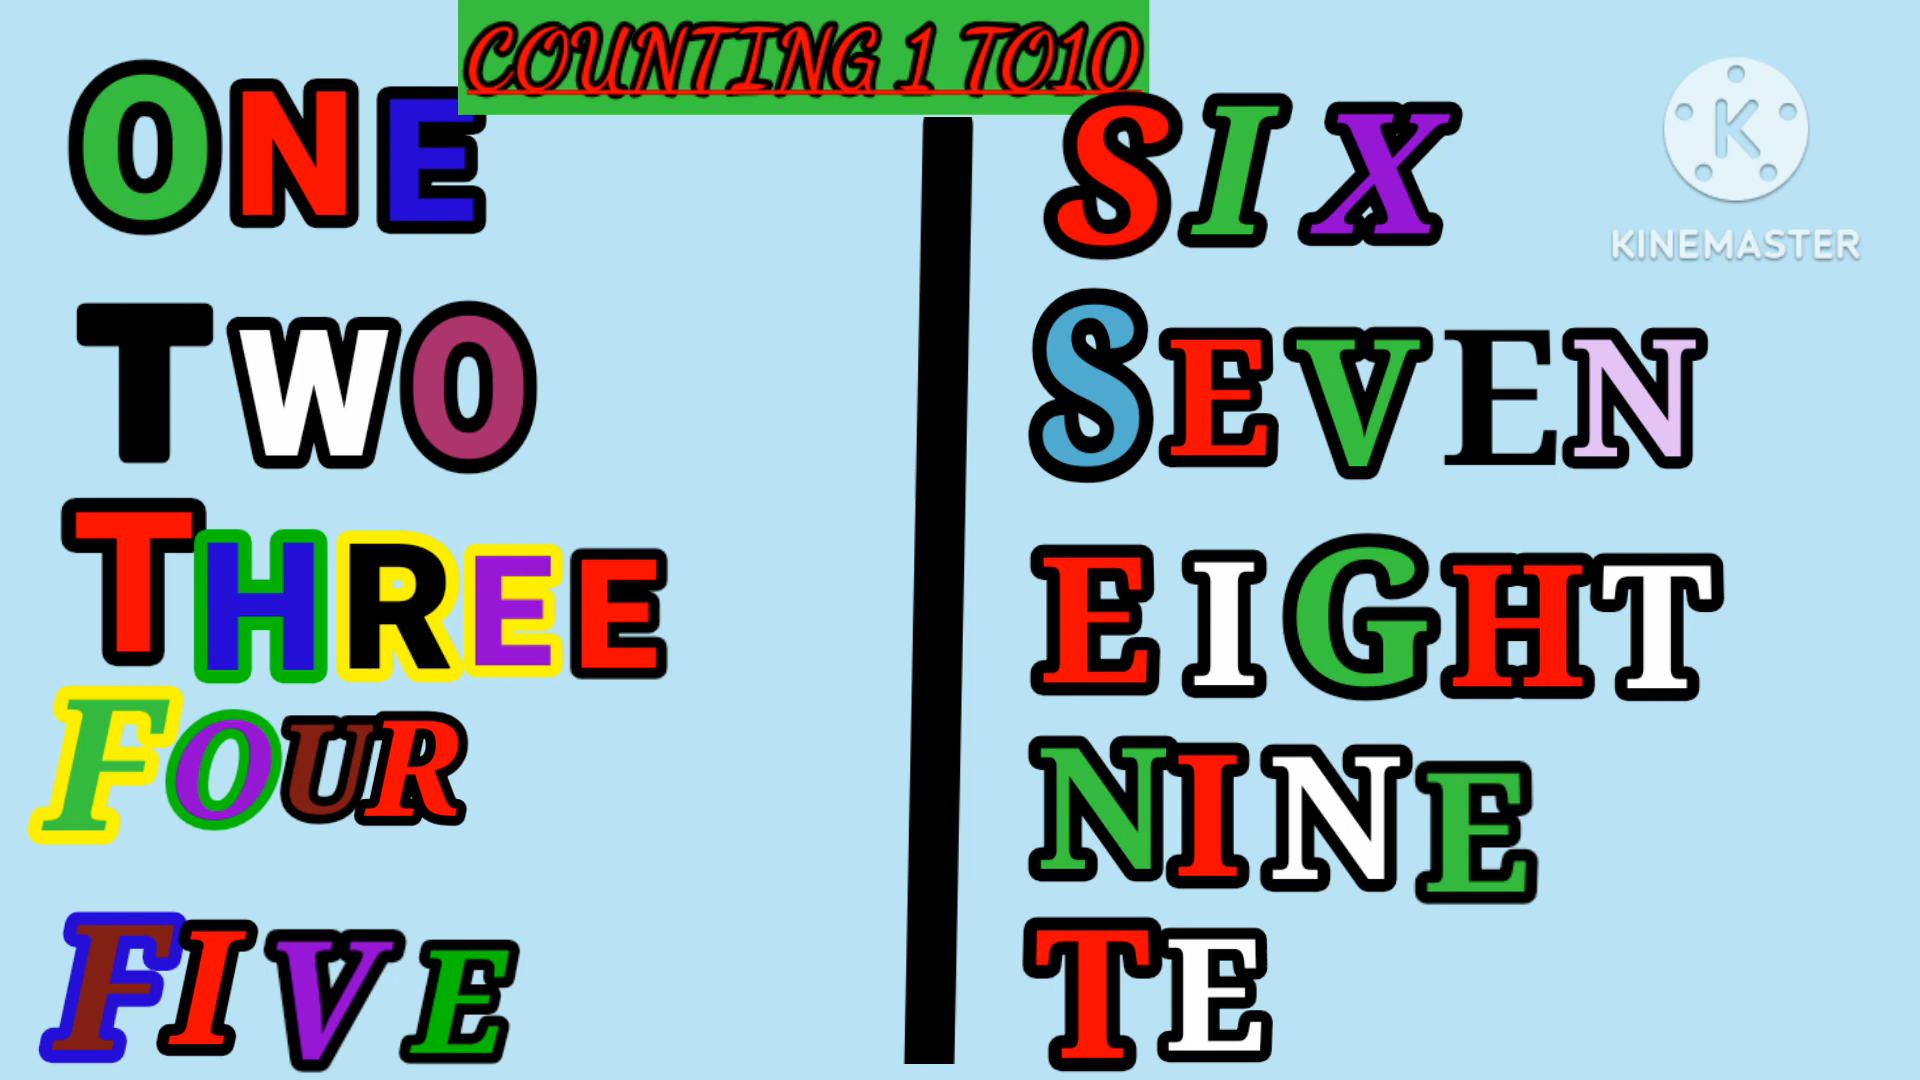 COUNTING 1 TO10
ONE
TWO
THREE
FOUR
FIVE
SIX
SEVEN
EIGHT
NINE
TE
K
KINEMASTER